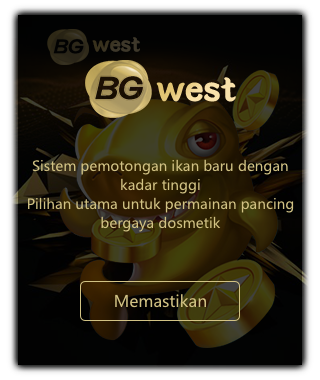 BG west
BG west
Sistem pemotongan ikan baru dengan
kadar tinggi
Pilihan utama untuk permainan pancing
bergaya dosmetik
Memastikan